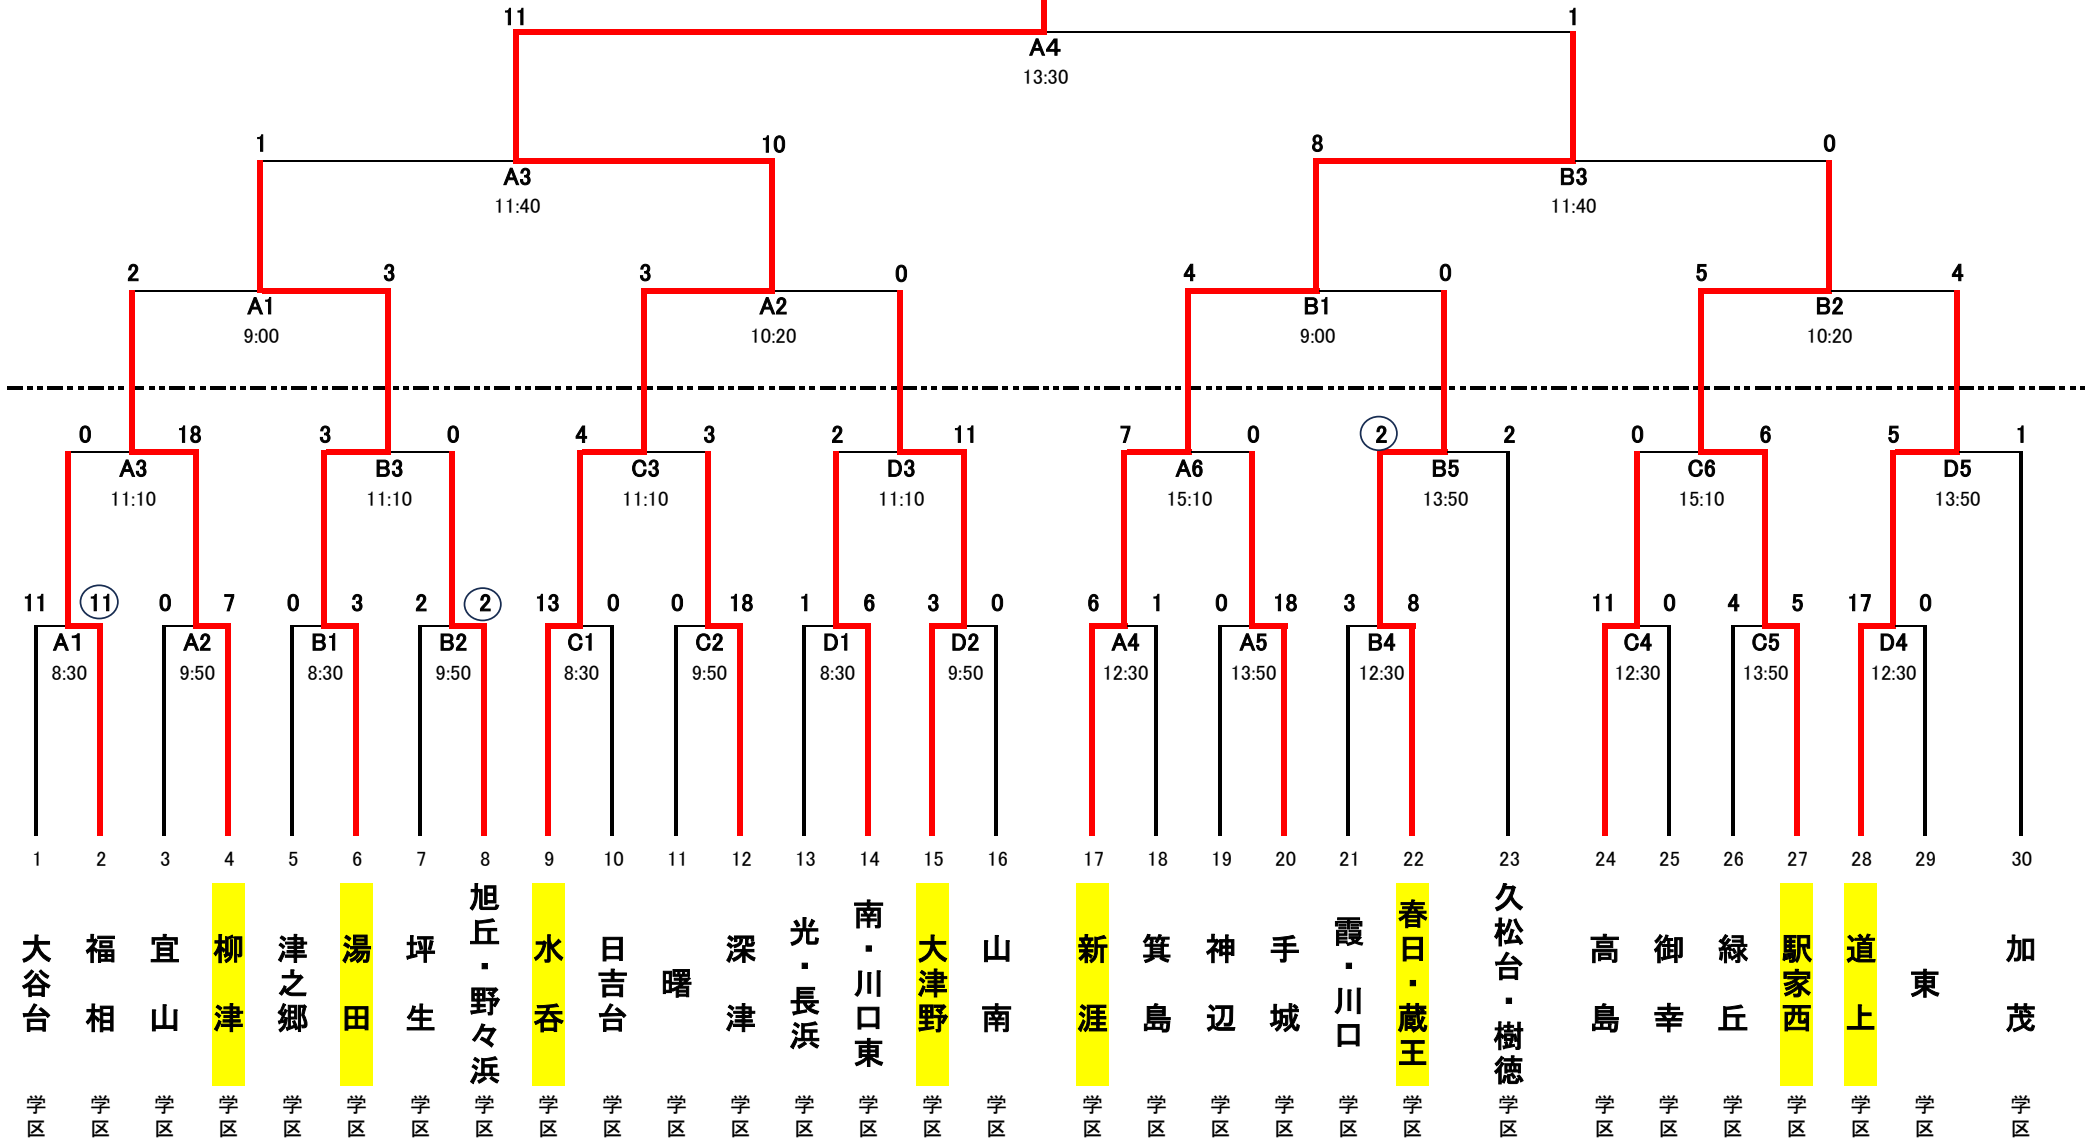 11 1
A4
13:30
1 10 8 0
A3 B3
11:40 11:40
2 3 3 0 4 0 5 4
A1 A2 B1 B2
9:00 10:20 9:00 10:20
0 18 3 0 4 3 2 11 7 0 2 2 0 6 5 1
A3 B3 C3 D3 A6 B5 C6 D5
11:10 11:10 11:10 11:10 15:10 13:50 15:10 13:50
11 11 0 7 0 3 2 2 13 0 0 18 1 6 3 0 6 1 0 18 3 8 11 0 4 5 17 0
A1 A2 B1 B2 C1 C2 D1 D2 A4 A5 B4 C4 C5 D4
8:30 9:50 8:30 9:50 8:30 9:50 8:30 9:50 12:30 13:50 12:30 12:30 13:50 12:30
1 2 3 4 5 6 7 8 9 10 11 12 13 14 15 16 17 18 19 20 21 22 23 24 25 26 27 28 29 30
大谷台
福相
宜山
柳津
津之郷
湯田
坪生
旭丘・野々浜
水呑
日吉台
曙
深津
光・長浜
南・川口東
大津野
山南
新涯
箕島
神辺
手城
霞・川口
春日・蔵王
久松台・樹徳
高島
御幸
緑丘
駅家西
道上
東
加茂
学区 学区 学区 学区 学区 学区 学区 学区 学区 学区 学区 学区 学区 学区 学区 学区 学区 学区 学区 学区 学区 学区 学区 学区 学区 学区 学区 学区 学区 学区